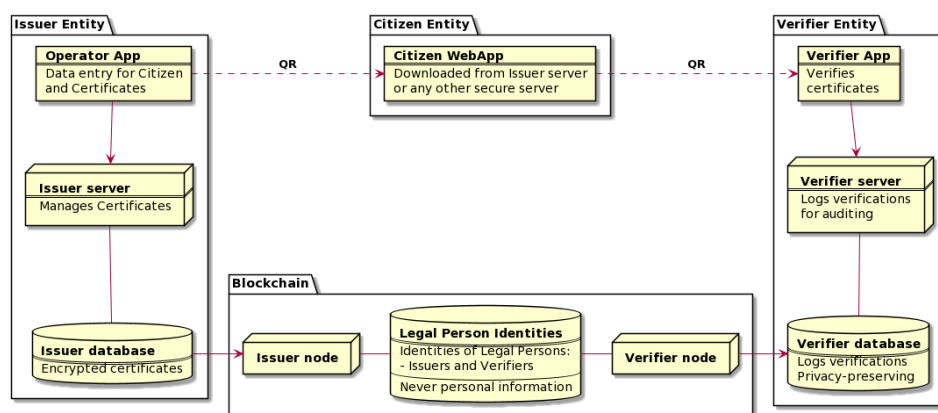 Issuer Entity
Operator App
Data entry for Citizen
and Certificates
Issuer server
Manages Certificates
Issuer database
Encrypted certificates
QR
Citizen Entity
Citizen WebApp
Downloaded from Issuer server
or any other secure server
QR
Verifier Entity
Verifier App
Verifies
certificates
Verifier server
Logs verifications
for auditing
Verifier database
Logs verifications
Privacy-preserving
Blockchain
Issuer node
Legal Person Identities
Identities of Legal Persons:
- Issuers and Verifiers
Never personal information
Verifier node